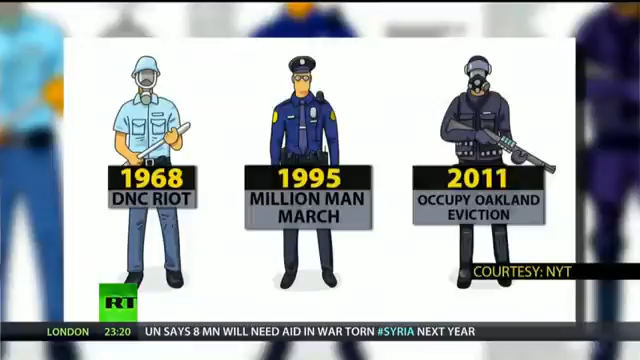 1968
DNC RIOT
1995
MILLION MAN
MARCH
2011
OCCUPY OAKLAND
EVICTION
COURTESY: NYT
RT
LONDON 23:20 UN SAYS 8 MN WILL NEED AID IN WAR TORN #SYRIA NEXT YEAR